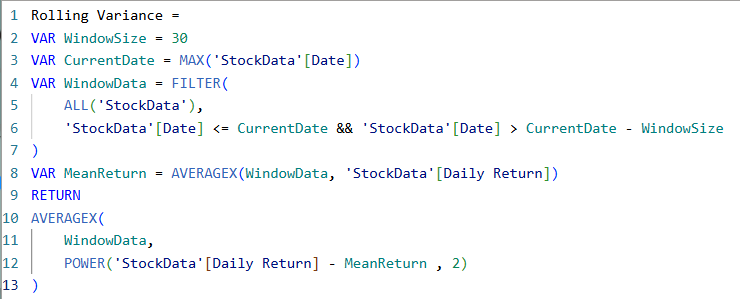 1 Rolling Variance =
2 VAR WindowSize = 30
3 VAR CurrentDate = MAX('StockData'[Date])
4 VAR WindowData = FILTER(
5     ALL('StockData'),
6     'StockData'[Date] <= CurrentDate && 'StockData'[Date] > CurrentDate - WindowSize
7 )
8 VAR MeanReturn = AVERAGEX(WindowData, 'StockData'[Daily Return])
9 RETURN
10 AVERAGEX(
11     WindowData,
12     POWER('StockData'[Daily Return] - MeanReturn , 2)
13 )